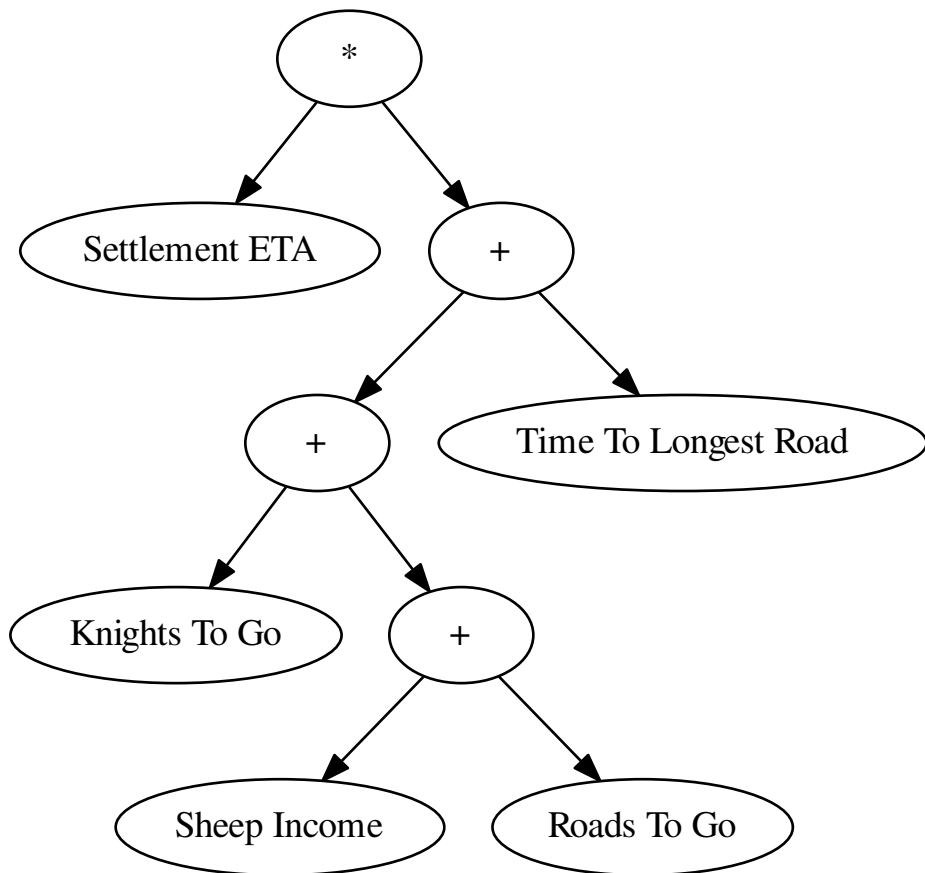 *
Settlement ETA
+
+
Time To Longest Road
Knights To Go
+
Sheep Income
Roads To Go